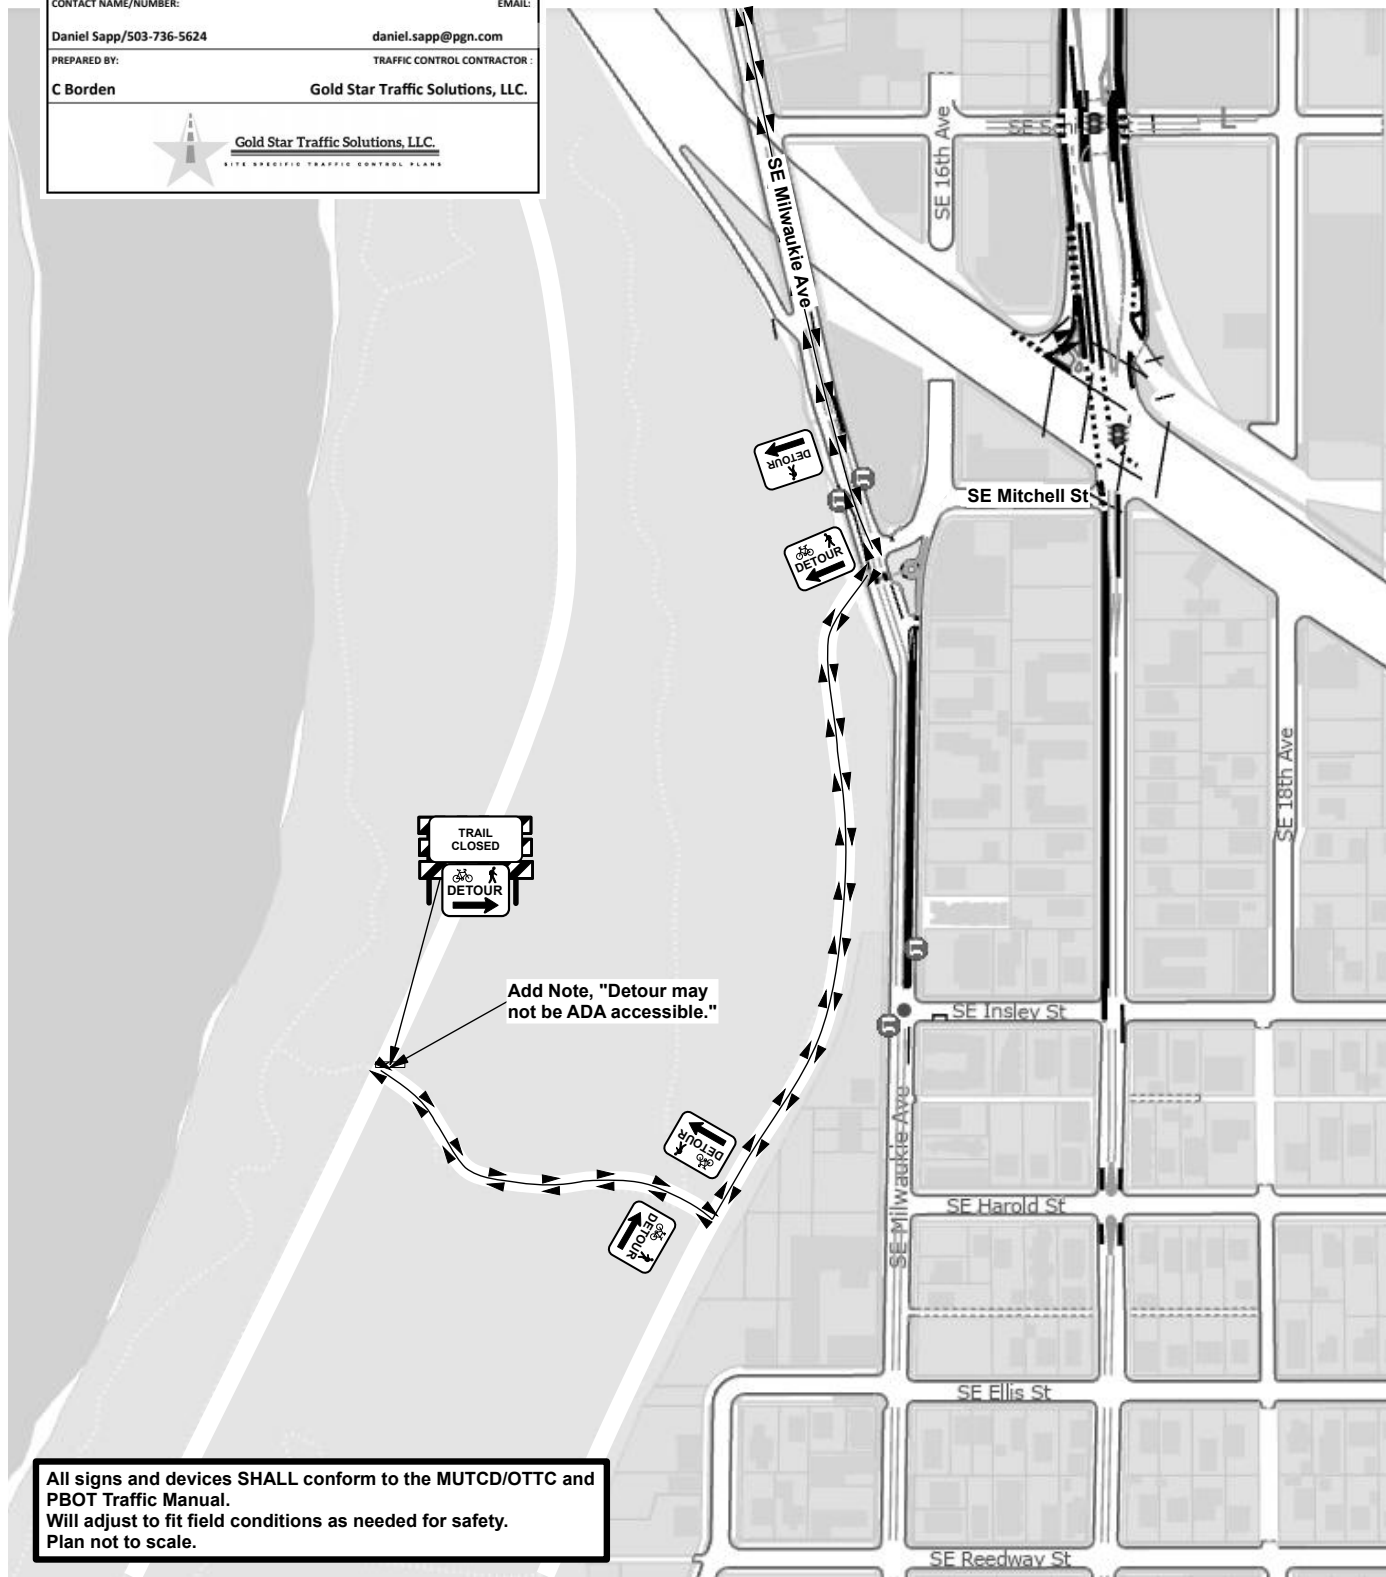 CONTACT NAME/NUMBER: EMAIL:
Daniel Sapp/503-736-5624 daniel.sapp@pgn.com
PREPARED BY: TRAFFIC CONTROL CONTRACTOR :
C Borden Gold Star Traffic Solutions, LLC.
Gold Star Traffic Solutions, LLC.
SITE SPECIFIC TRAFFIC CONTROL PLANS
SE 16th Ave
SE Milwaukie Ave
DETOUR
SE Mitchell St
DETOUR
SE 18th Ave
TRAIL
CLOSED
DETOUR
Add Note, "Detour may
not be ADA accessible."
SE Insley St
SE Milwaukie Ave
DETOUR
DETOUR
SE Harold St
SE Ellis St
All signs and devices SHALL conform to the MUTCD/OTTC and
PBOT Traffic Manual.
Will adjust to fit field conditions as needed for safety.
Plan not to scale.
SE Reedway St